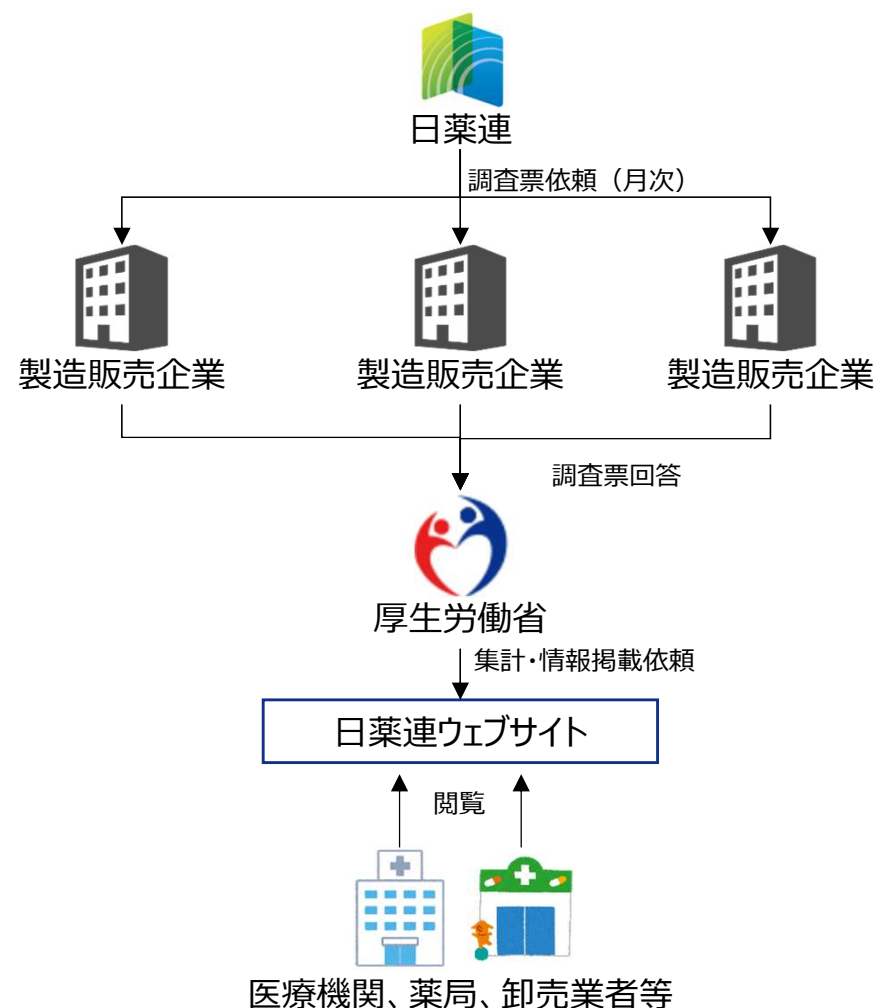 日薬連
調査票依頼（月次）
製造販売企業
製造販売企業
製造販売企業
調査票回答
厚生労働省
集計・情報掲載依頼
日薬連ウェブサイト
閲覧
医療機関、薬局、卸売業者等